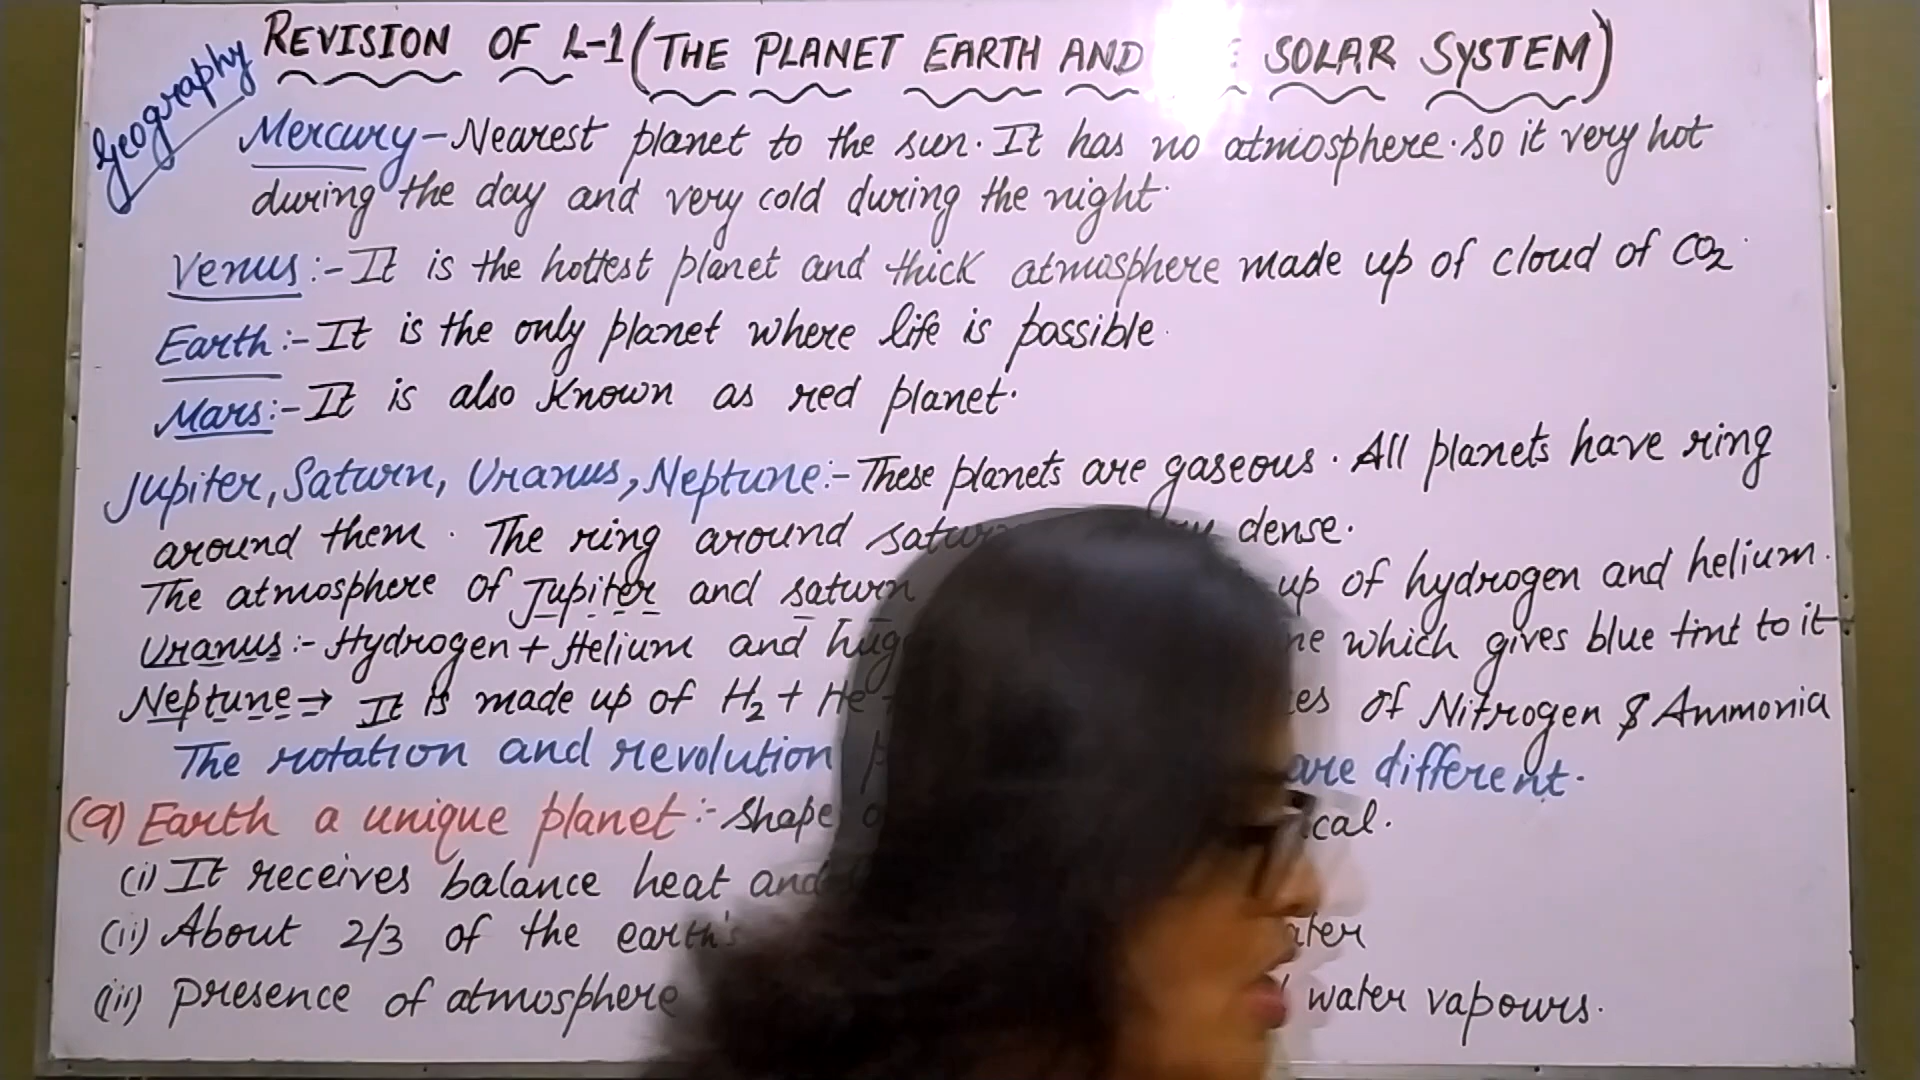 Geography
REVISION OF L-1 (THE PLANET EARTH AND SOLAR SYSTEM)
Mercury - Nearest planet to the sun. It has no atmosphere. so it very hot
during the day and very cold during the night.
Venus :- It is the hottest planet and thick atmosphere made up of cloud of CO2.
Earth :- It is the only planet where life is possible.
Mars :- It is also known as red planet.
Jupiter, Saturn, Uranus, Neptune :- These planets are gaseous. All planets have ring
around them. The ring around dense.
The atmosphere of Jupiter and saturn up of hydrogen and helium.
Uranus :- Hydrogen + Helium and which gives blue tint to it
Neptune → It is made up of H2 + He of Nitrogen & Ammonia
The rotation and revolution are different.
(9) Earth a unique planet :- Shape
(i) It receives balance heat and
(ii) About 2/3 of the earth's
(iii) Presence of atmosphere water vapours.